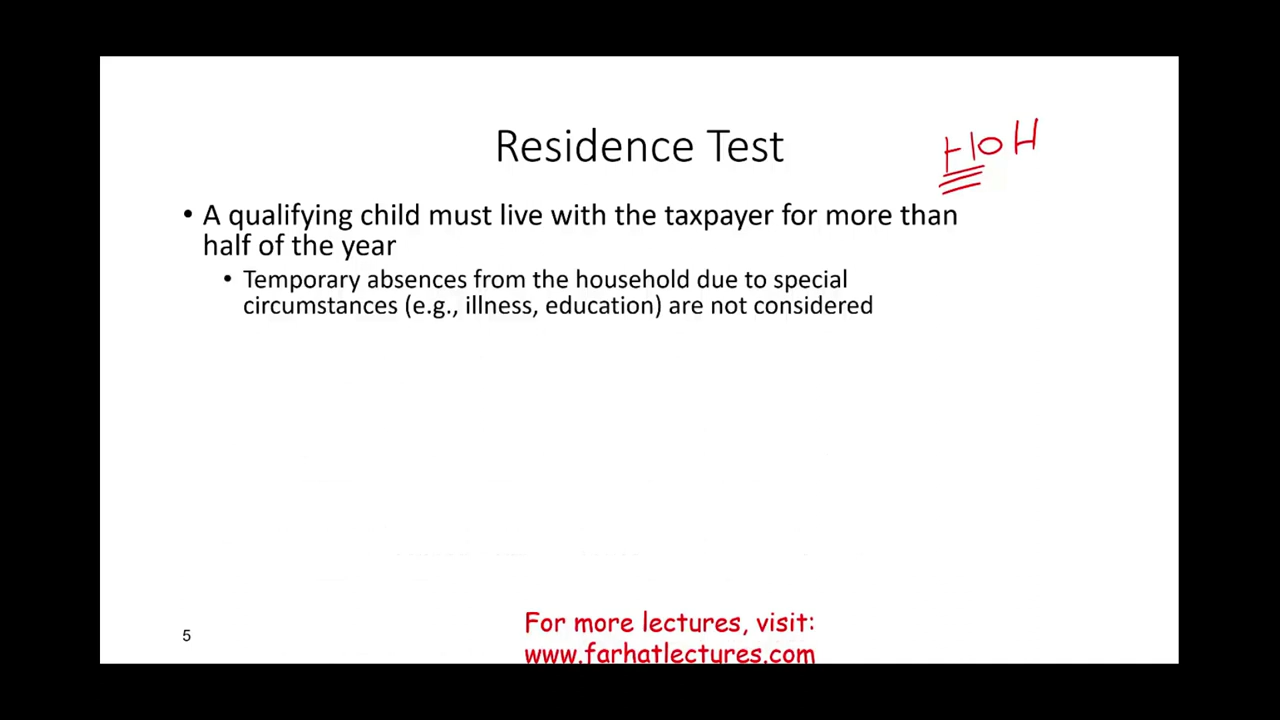 Residence Test
HOH
• A qualifying child must live with the taxpayer for more than
half of the year
• Temporary absences from the household due to special
circumstances (e.g., illness, education) are not considered
5
For more lectures, visit:
www.farhatlectures.com